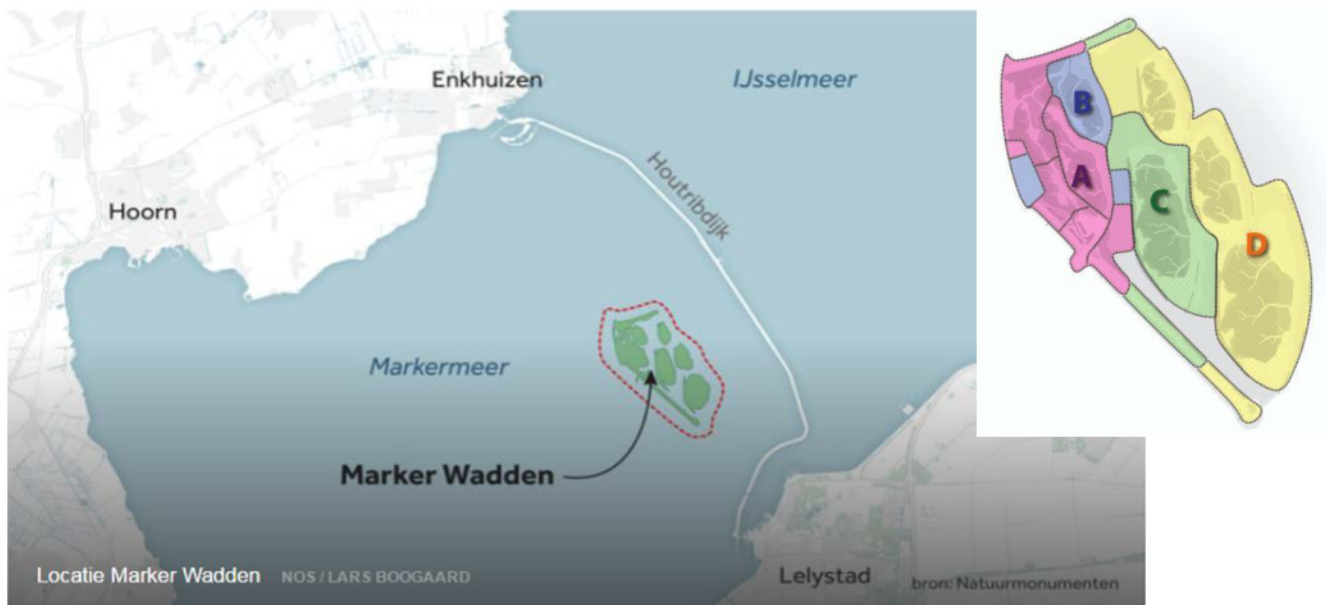 Enkhuizen
IJsselmeer
Houtribdijk
Hoorn
Markermeer
Marker Wadden
Locatie Marker Wadden NOS / LARS BOOGAARD
Lelystad
bron: Natuurmonumenten
B
A
C
D